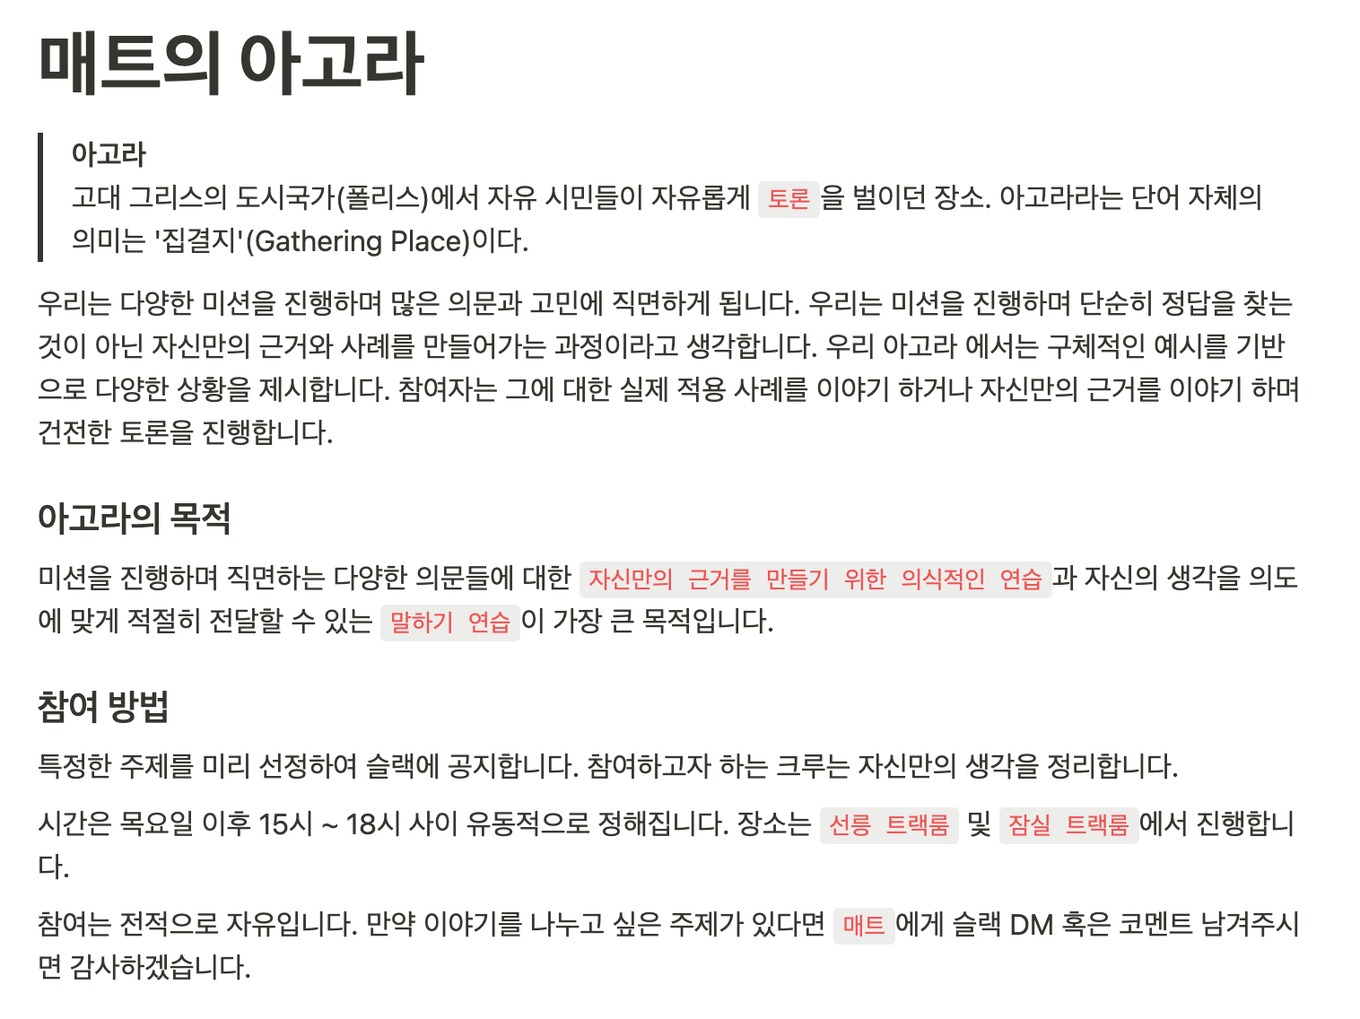 매트의 아고라
아고라
고대 그리스의 도시국가(폴리스)에서 자유 시민들이 자유롭게 토론을 벌이던 장소. 아고라라는 단어 자체의
의미는 '집결지'(Gathering Place)이다.
우리는 다양한 미션을 진행하며 많은 의문과 고민에 직면하게 됩니다. 우리는 미션을 진행하며 단순히 정답을 찾는
것이 아닌 자신만의 근거와 사례를 만들어가는 과정이라고 생각합니다. 우리 아고라 에서는 구체적인 예시를 기반
으로 다양한 상황을 제시합니다. 참여자는 그에 대한 실제 적용 사례를 이야기 하거나 자신만의 근거를 이야기 하며
건전한 토론을 진행합니다.
아고라의 목적
미션을 진행하며 직면하는 다양한 의문들에 대한 자신만의 근거를 만들기 위한 의식적인 연습과 자신의 생각을 의도
에 맞게 적절히 전달할 수 있는 말하기 연습이 가장 큰 목적입니다.
참여 방법
특정한 주제를 미리 선정하여 슬랙에 공지합니다. 참여하고자 하는 크루는 자신만의 생각을 정리합니다.
시간은 목요일 이후 15시 ~ 18시 사이 유동적으로 정해집니다. 장소는 선릉 트랙룸 및 잠실 트랙룸에서 진행합니
다.
참여는 전적으로 자유입니다. 만약 이야기를 나누고 싶은 주제가 있다면 매트에게 슬랙 DM 혹은 코멘트 남겨주시
면 감사하겠습니다.